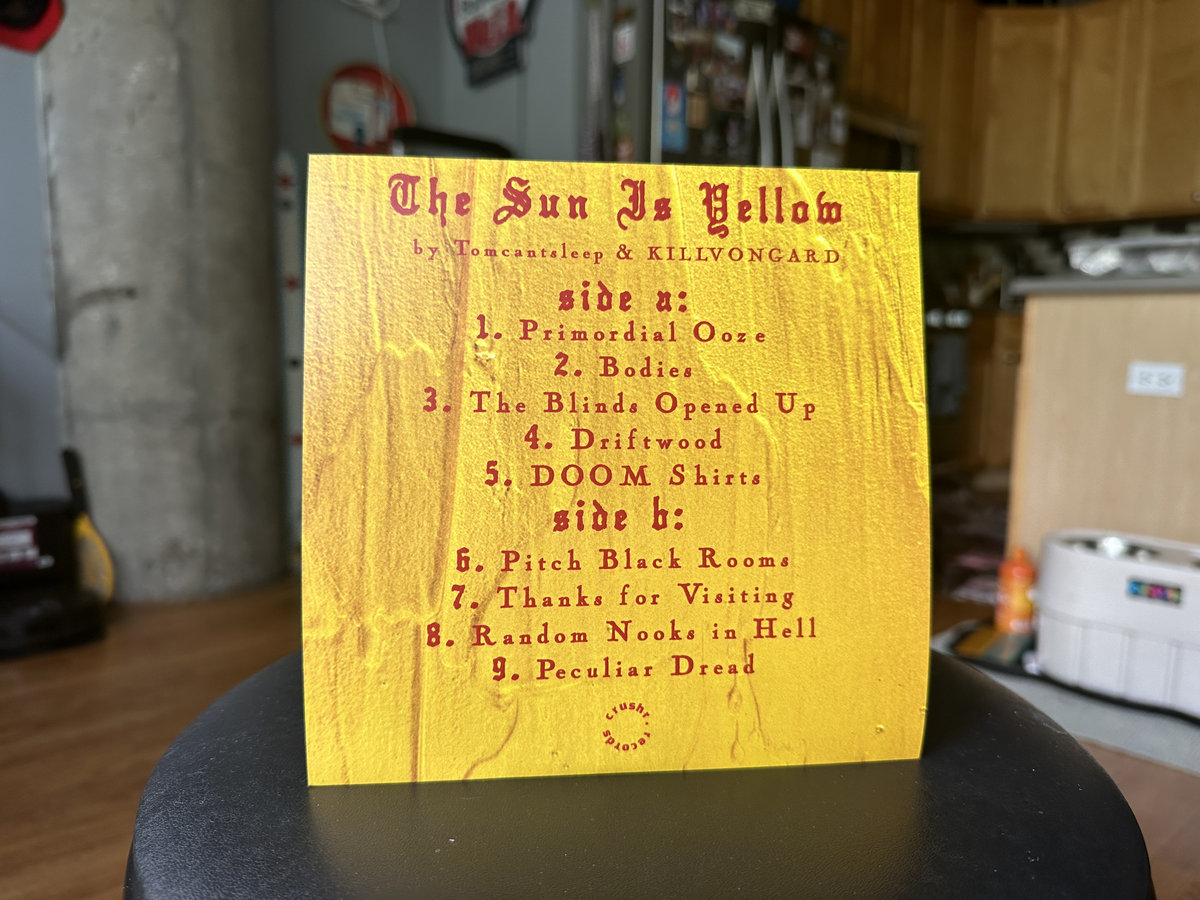 The Sun Is Yellow
by Tomcantsleep & KILLVONGARD
side a:
1. Primordial Ooze
2. Bodies
3. The Blinds Opened Up
4. Driftwood
5. DOOM Shirts
side b:
6. Pitch Black Rooms
7. Thanks for Visiting
8. Random Nooks in Hell
9. Peculiar Dread
crushr. records